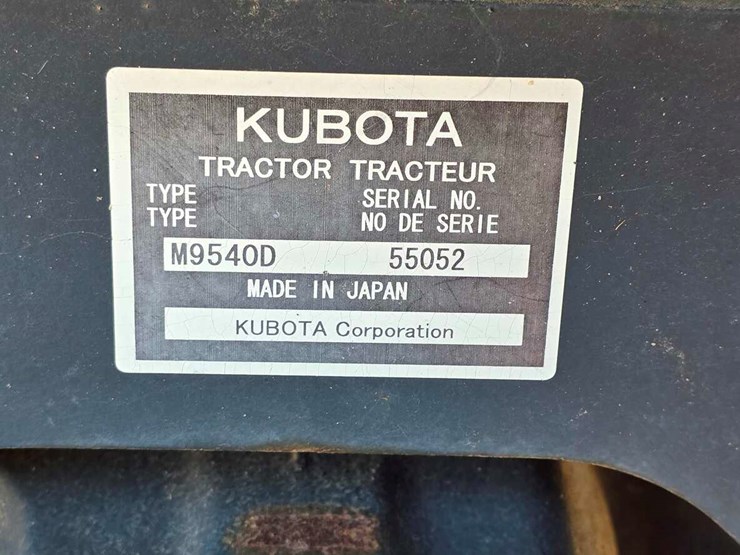 KUBOTA
TRACTOR TRACTEUR
TYPE SERIAL NO.
TYPE NO DE SERIE
M9540D 55052
MADE IN JAPAN
KUBOTA Corporation